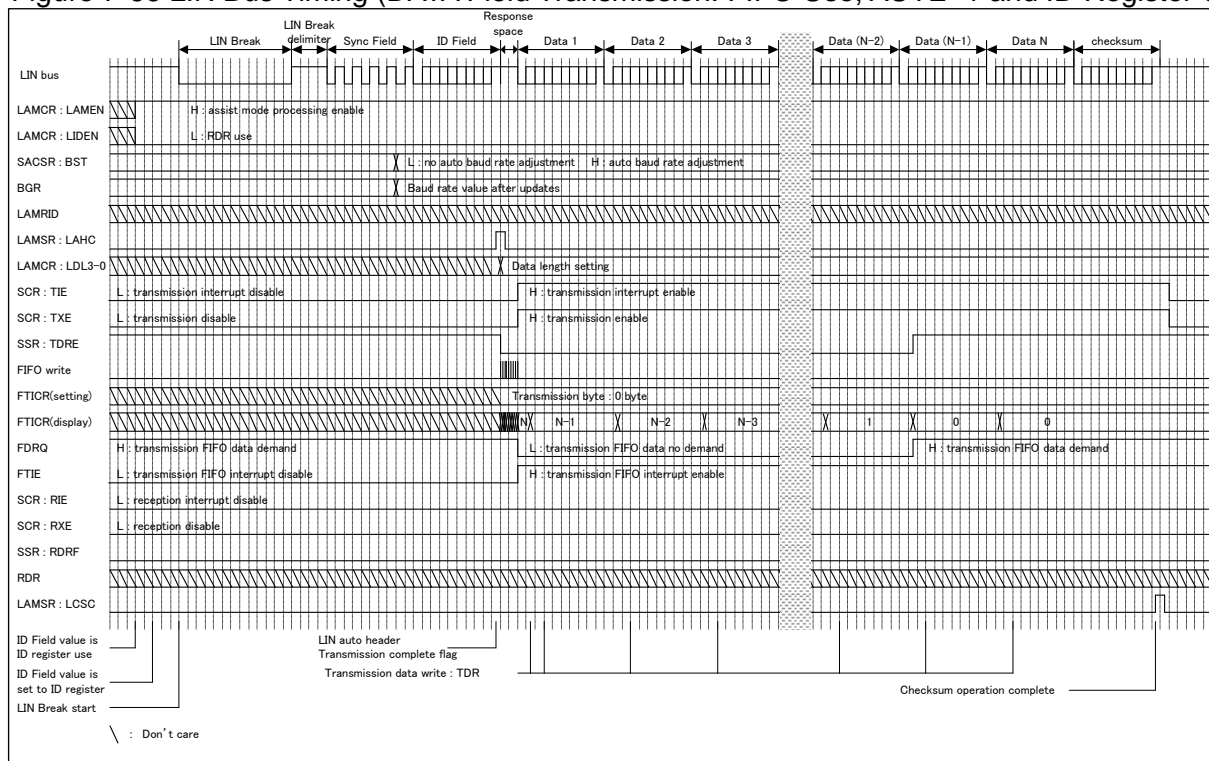 Response
LIN Break
delimiter
space
LIN Break
Sync Field
ID Field
Data 1
Data 2
Data 3
Data (N-2)
Data (N-1)
Data N
checksum
LIN bus
LAMCR : LAMEN
H : assist mode processing enable
LAMCR : LIDEN
L : RDR use
SACSR : BST
L : no auto baud rate adjustment H : auto baud rate adjustment
BGR
Baud rate value after updates
LAMRID
LAMSR : LAHC
LAMCR : LDL3-0
Data length setting
SCR : TIE
L : transmission interrupt disable
H : transmission interrupt enable
SCR : TXE
L : transmission disable
H : transmission enable
SSR : TDRE
FIFO write
FTICR(setting)
Transmission byte : 0 byte
FTICR(display)
N
N-1
N-2
N-3
1
0
0
FDRQ
H : transmission FIFO data demand
L : transmission FIFO data no demand
H : transmission FIFO data demand
FTIE
L : transmission FIFO interrupt disable
H : transmission FIFO interrupt enable
SCR : RIE
L : reception interrupt disable
SCR : RXE
L : reception disable
SSR : RDRF
RDR
LAMSR : LCSC
ID Field value is
ID register use
LIN auto header
Transmission complete flag
Transmission data write : TDR
ID Field value is
set to ID register
Checksum operation complete
LIN Break start
\ : Don't care